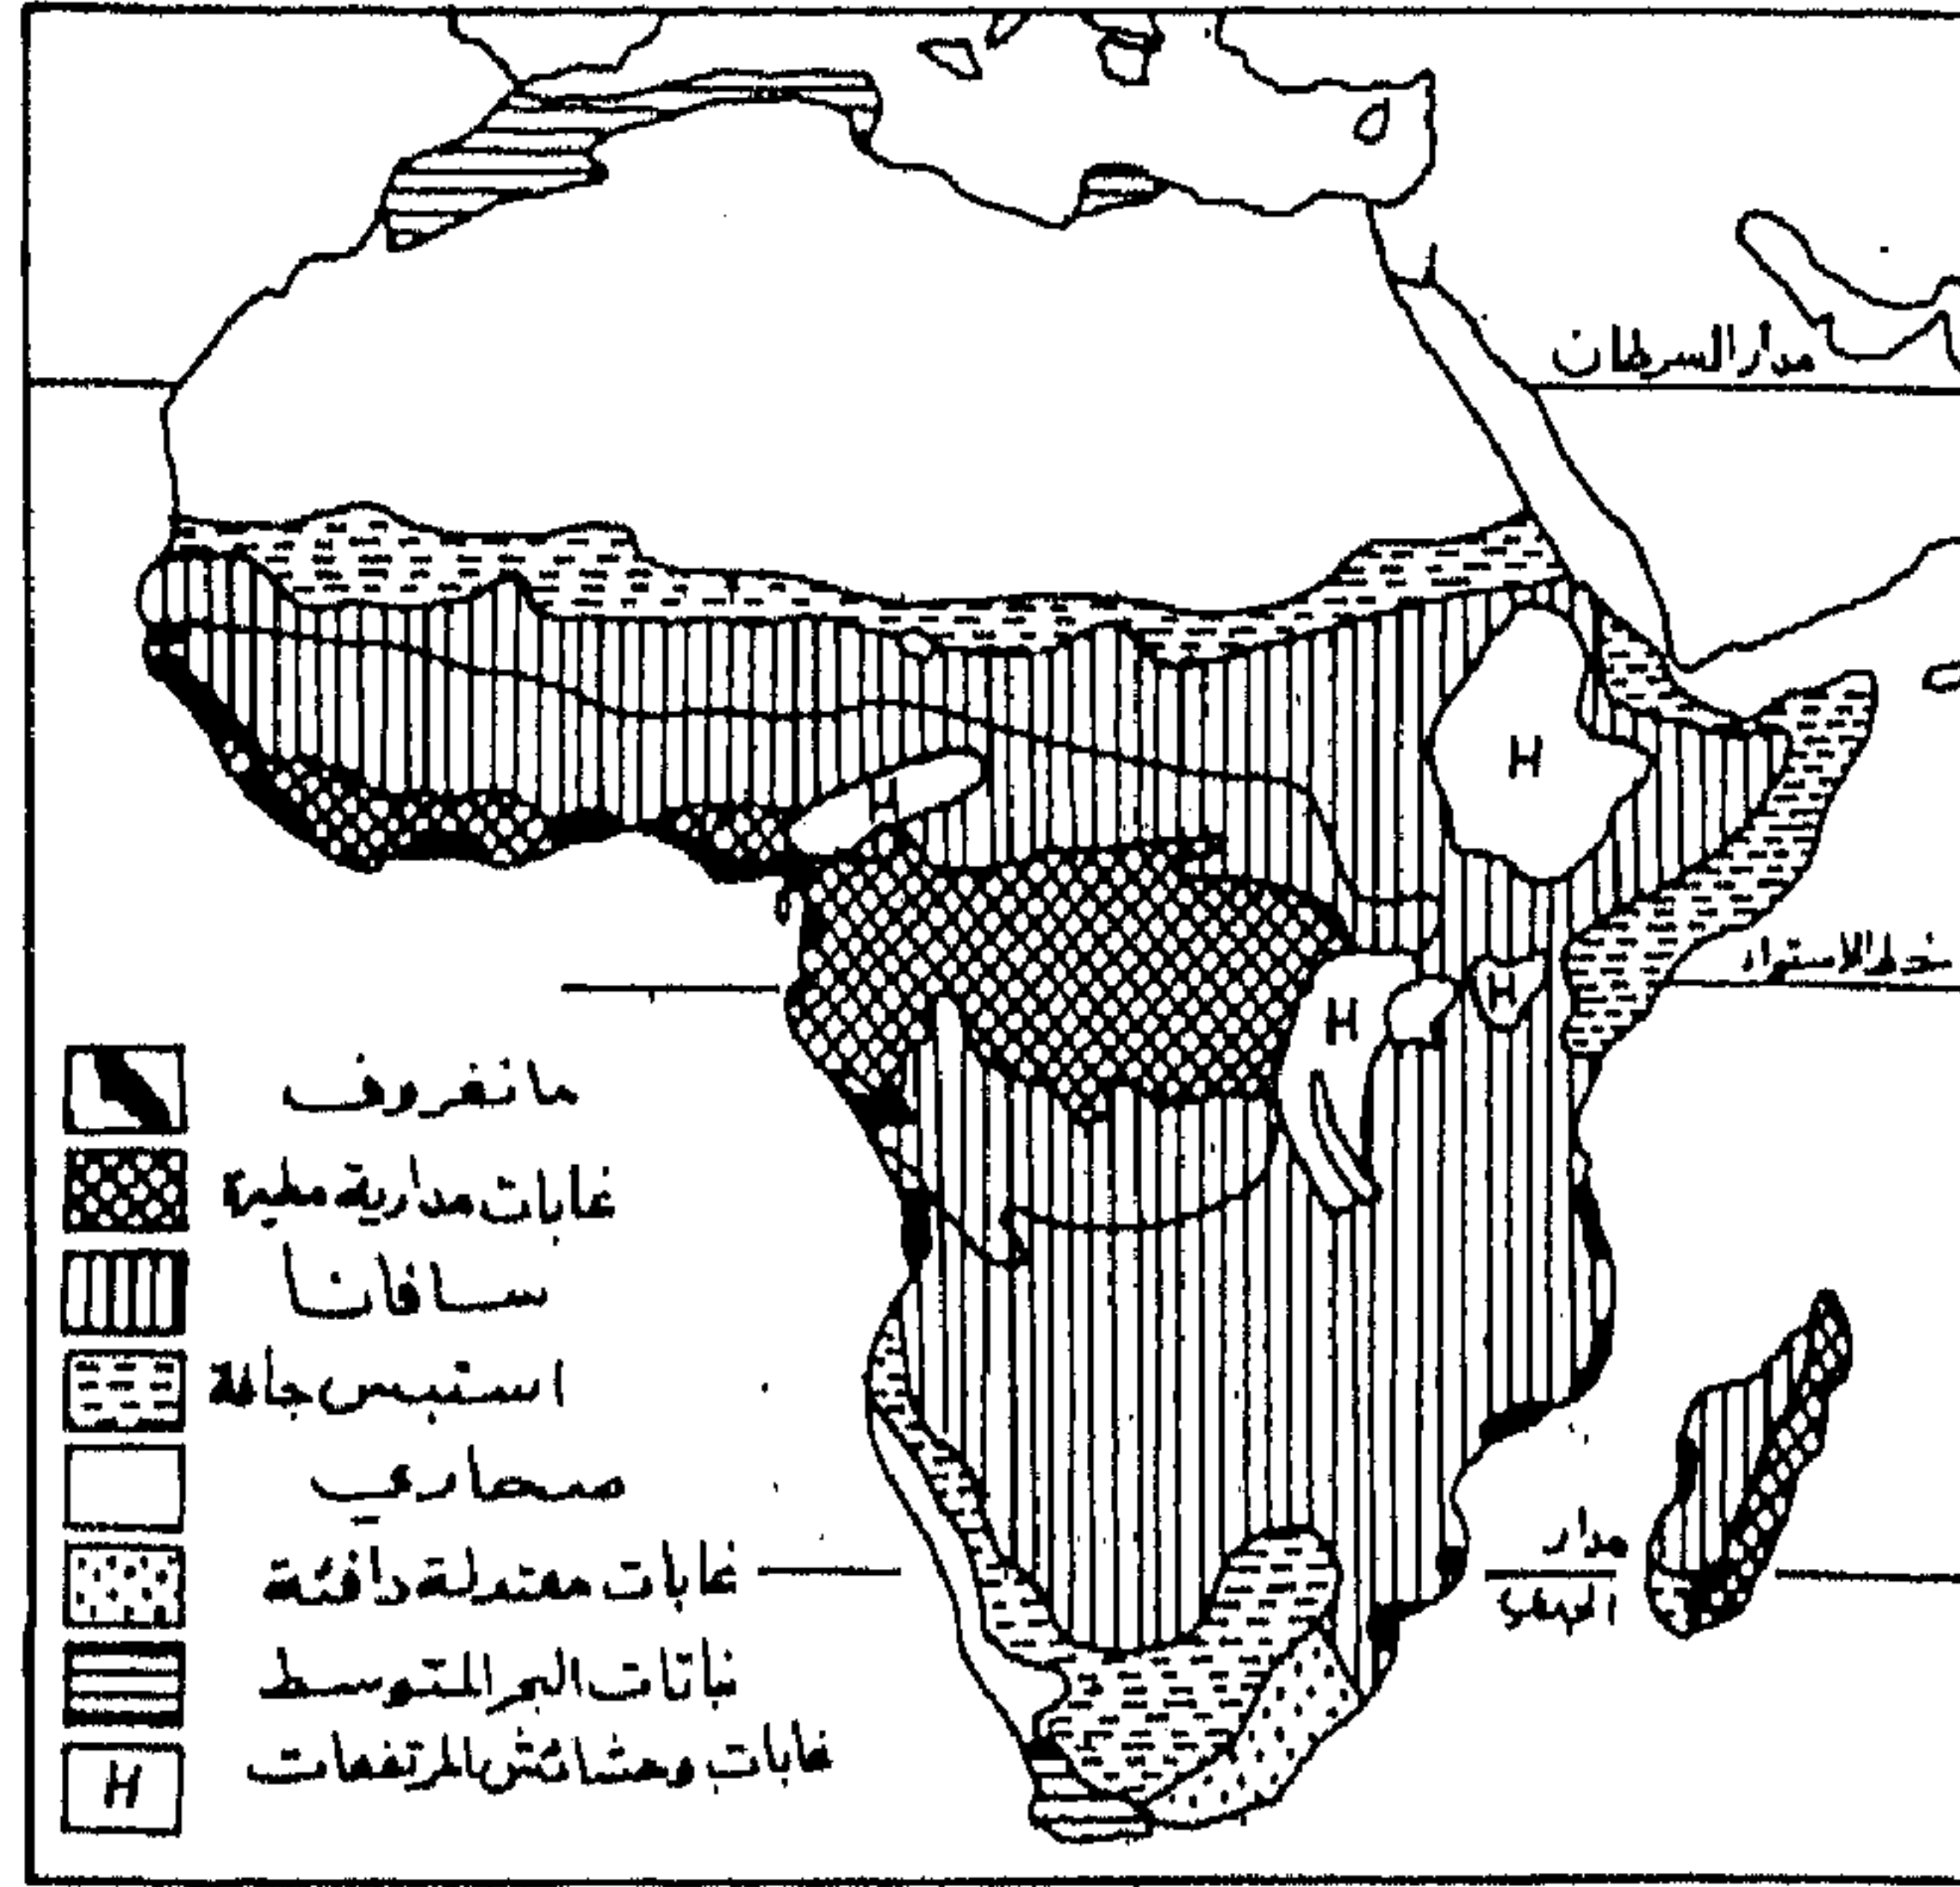 مدار السرطان
H
H
خط الاستواء
H
H
مانغروف
غابات مدارية مطيرة
سافانا
استبس جافة
صحاري
غابات معتدلة دافئة
مدار
الجدي
نباتات البحر المتوسط
غابات وحشائش المرتفعات
H